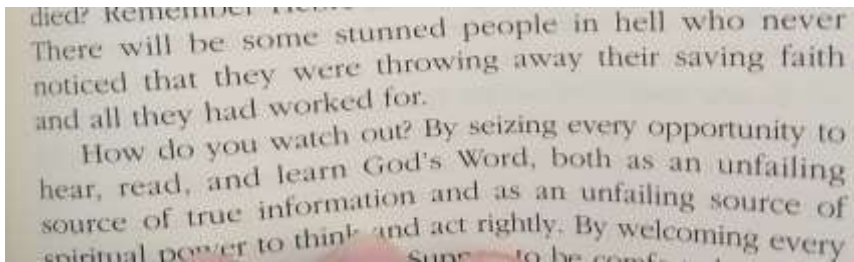 died? Remember
There will be some stunned people in hell who never
noticed that they were throwing away their saving faith
and all they had worked for.
How do you watch out? By seizing every opportunity to
hear, read, and learn God's Word, both as an unfailing
source of true information and as an unfailing source of
spiritual power to think and act rightly. By welcoming every
to be